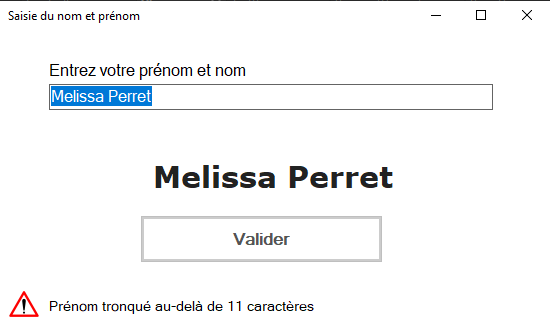 Saisie du nom et prénom
Entrez votre prénom et nom
Melissa Perret
Melissa Perret
Valider
Prénom tronqué au-delà de 11 caractères